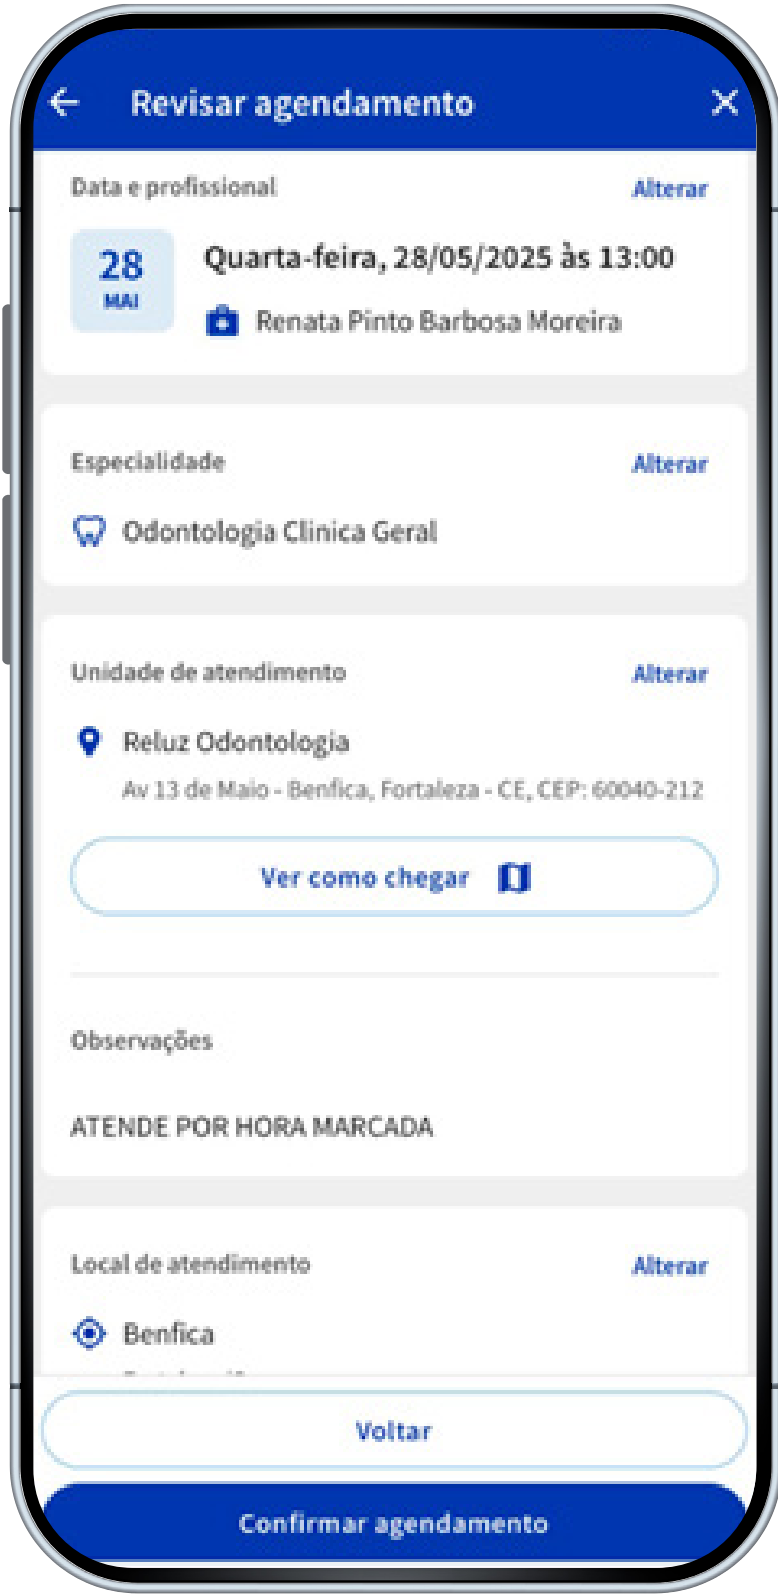 Revisar agendamento
Data e profissional
Alterar
28
MAI
Quarta-feira, 28/05/2025 às 13:00
Renata Pinto Barbosa Moreira
Especialidade
Alterar
Odontologia Clinica Geral
Unidade de atendimento
Alterar
Reluz Odontologia
Av 13 de Maio - Benfica, Fortaleza - CE, CEP: 60040-212
Ver como chegar
Observações
ATENDE POR HORA MARCADA
Local de atendimento
Alterar
Benfica
Voltar
Confirmar agendamento